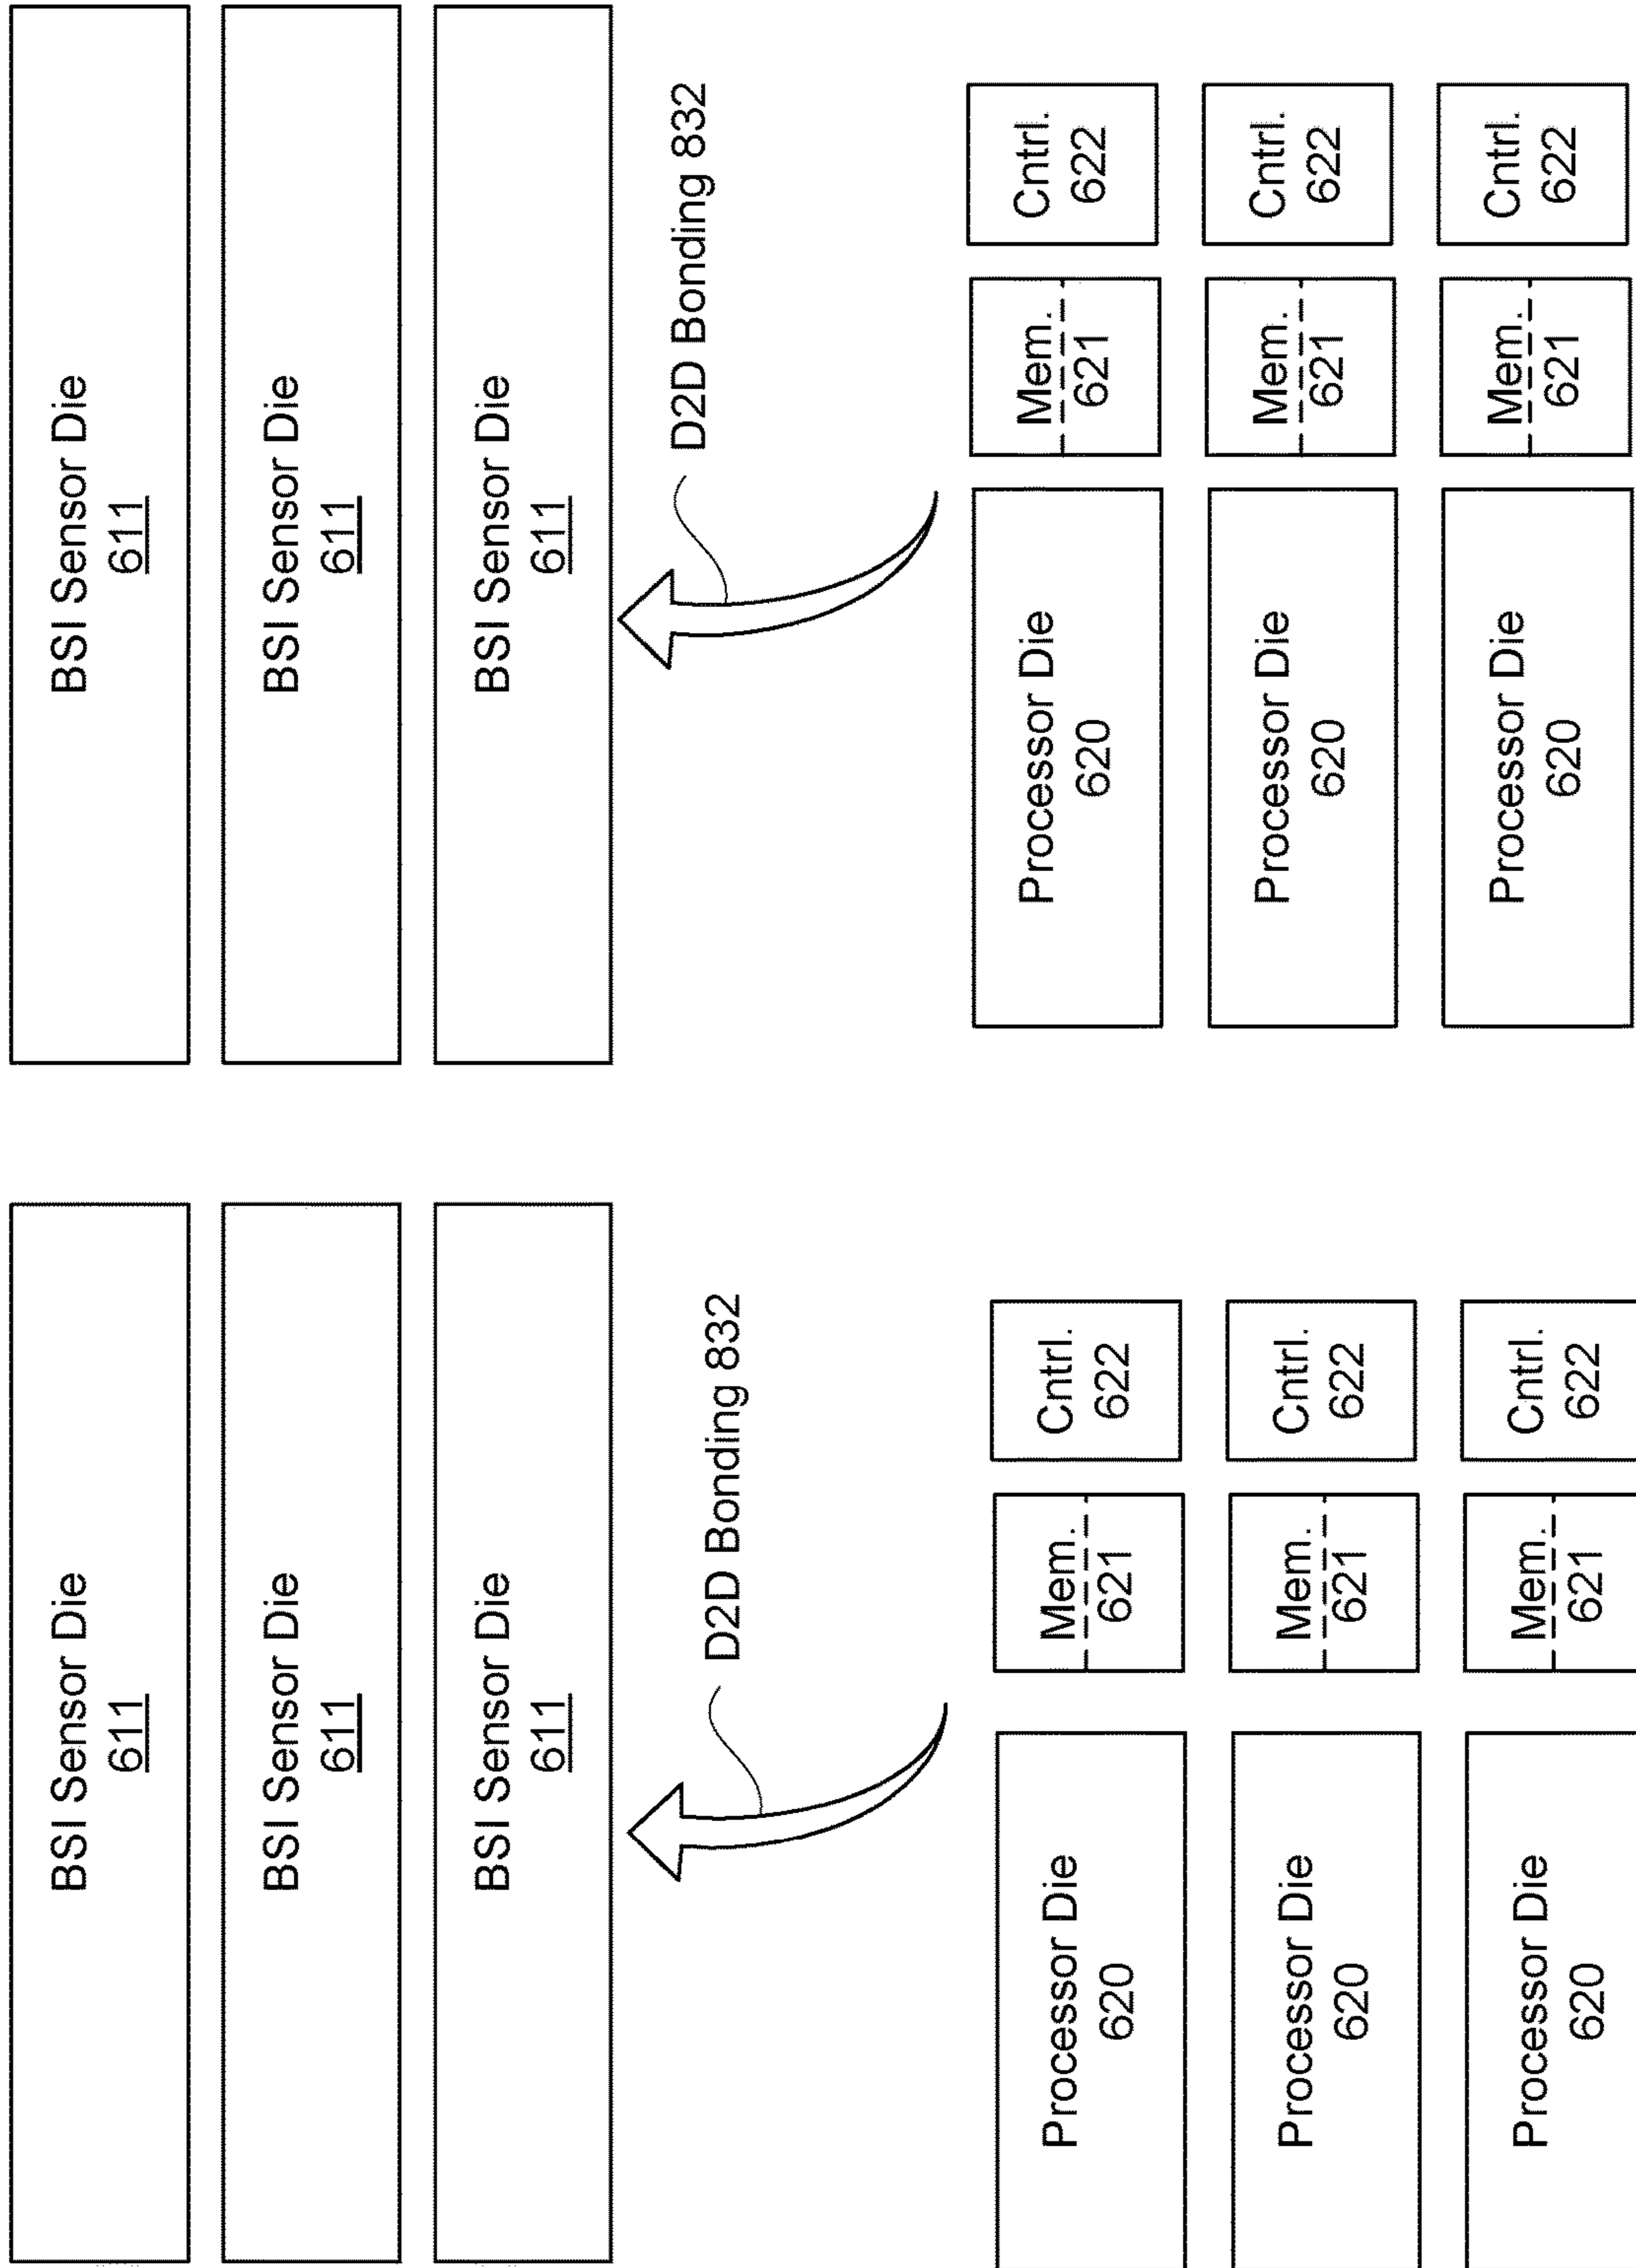 BSI Sensor Die
611
BSI Sensor Die
611
BSI Sensor Die
611
D2D Bonding 832
Processor Die
620
Mem.
621
Cntrl.
622
Processor Die
620
Mem.
621
Cntrl.
622
Processor Die
620
Mem.
621
Cntrl.
622
BSI Sensor Die
611
BSI Sensor Die
611
BSI Sensor Die
611
D2D Bonding 832
Processor Die
620
Mem.
621
Cntrl.
622
Processor Die
620
Mem.
621
Cntrl.
622
Processor Die
620
Mem.
621
Cntrl.
622